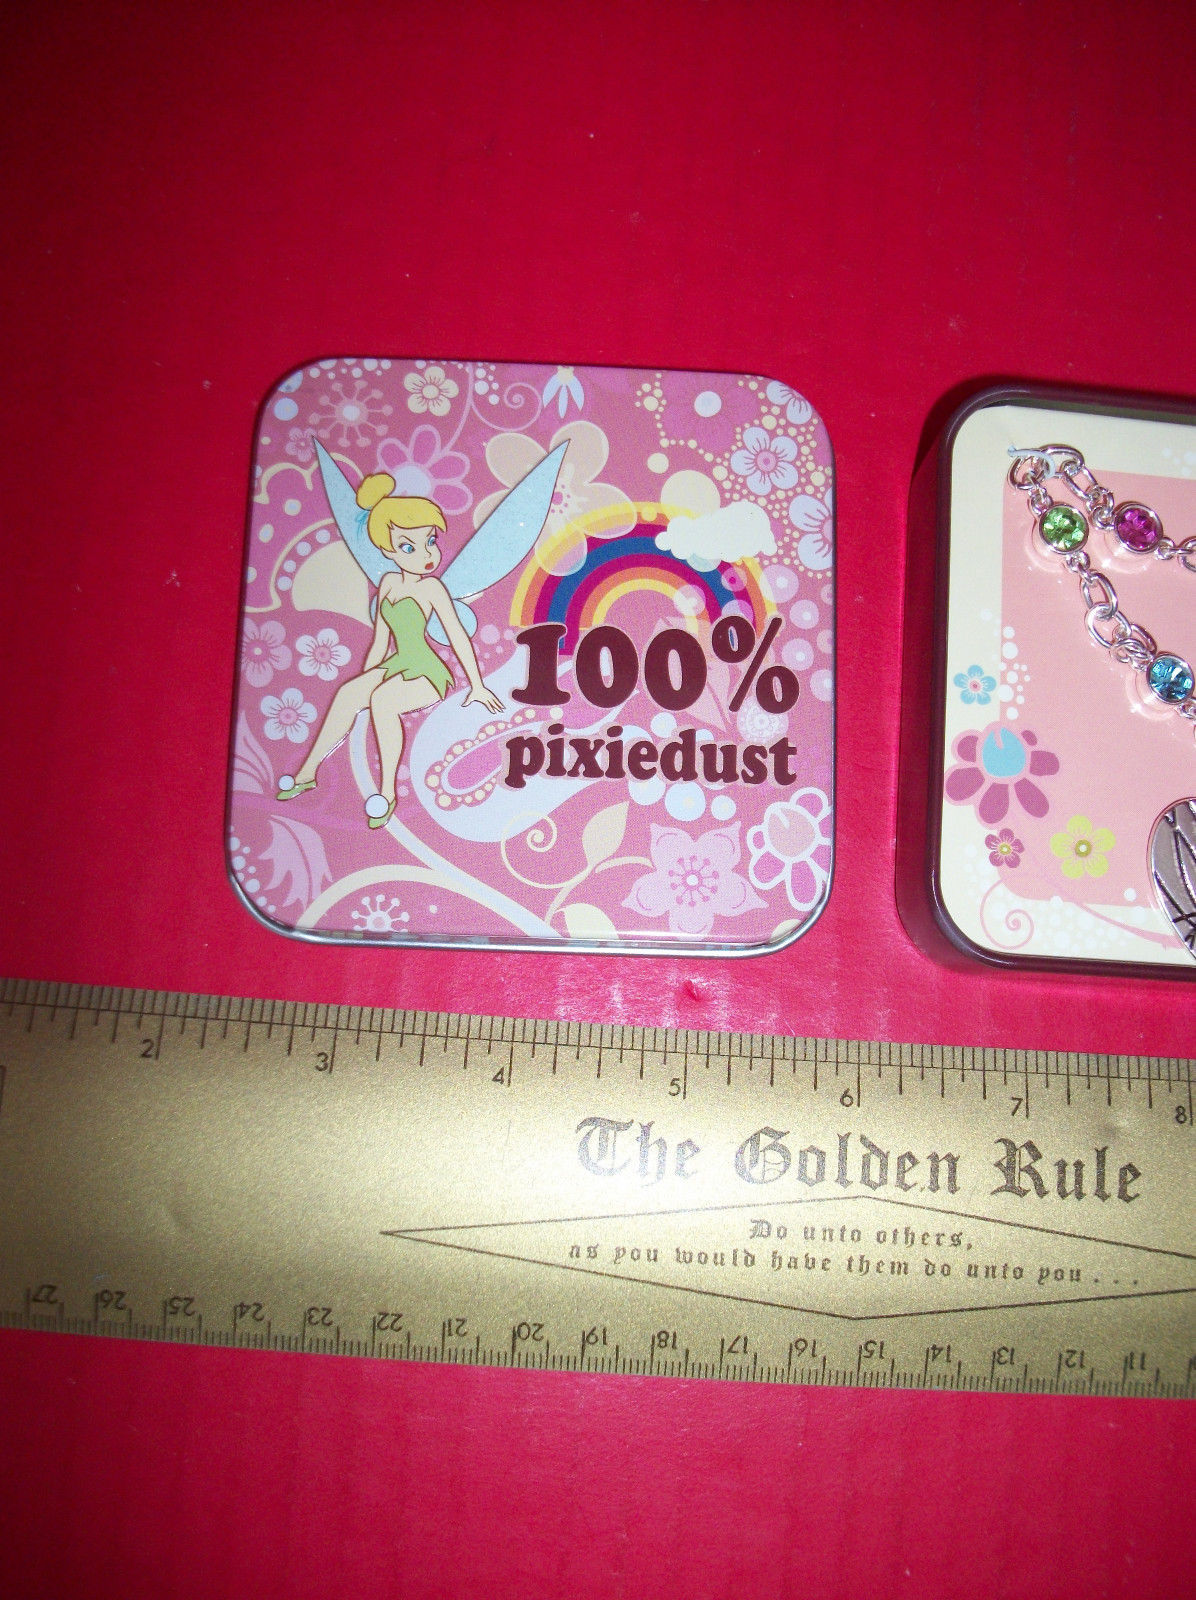 100%
pixiedust
2 3 4 5 6 7 8
The Golden Rule
Do unto others,
as you would have them do unto you...
27 26 25 24 23 22 21 20 19 18 17 16 15 14 13 12 11